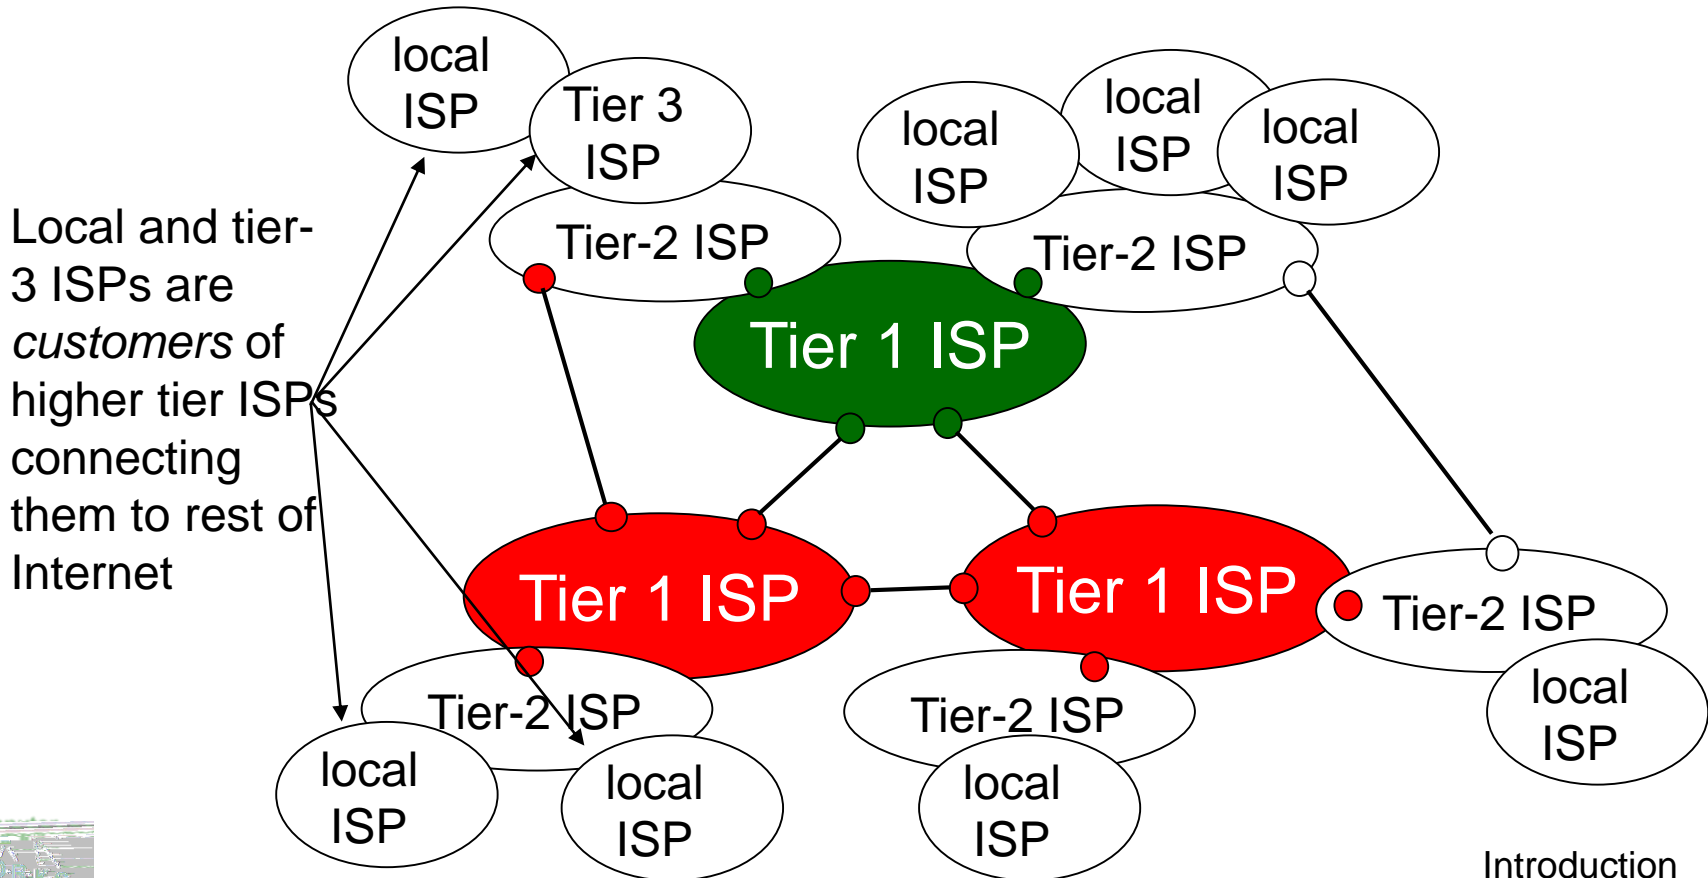 local
ISP
Tier 3
ISP
local
ISP
local
ISP
local
ISP
Local and tier-
3 ISPs are
customers of
higher tier ISPs
connecting
them to rest of
Internet
Tier-2 ISP
Tier-2 ISP
Tier 1 ISP
Tier 1 ISP
Tier 1 ISP
Tier-2 ISP
Tier-2 ISP
Tier-2 ISP
local
ISP
local
ISP
local
ISP
local
ISP
Introduction